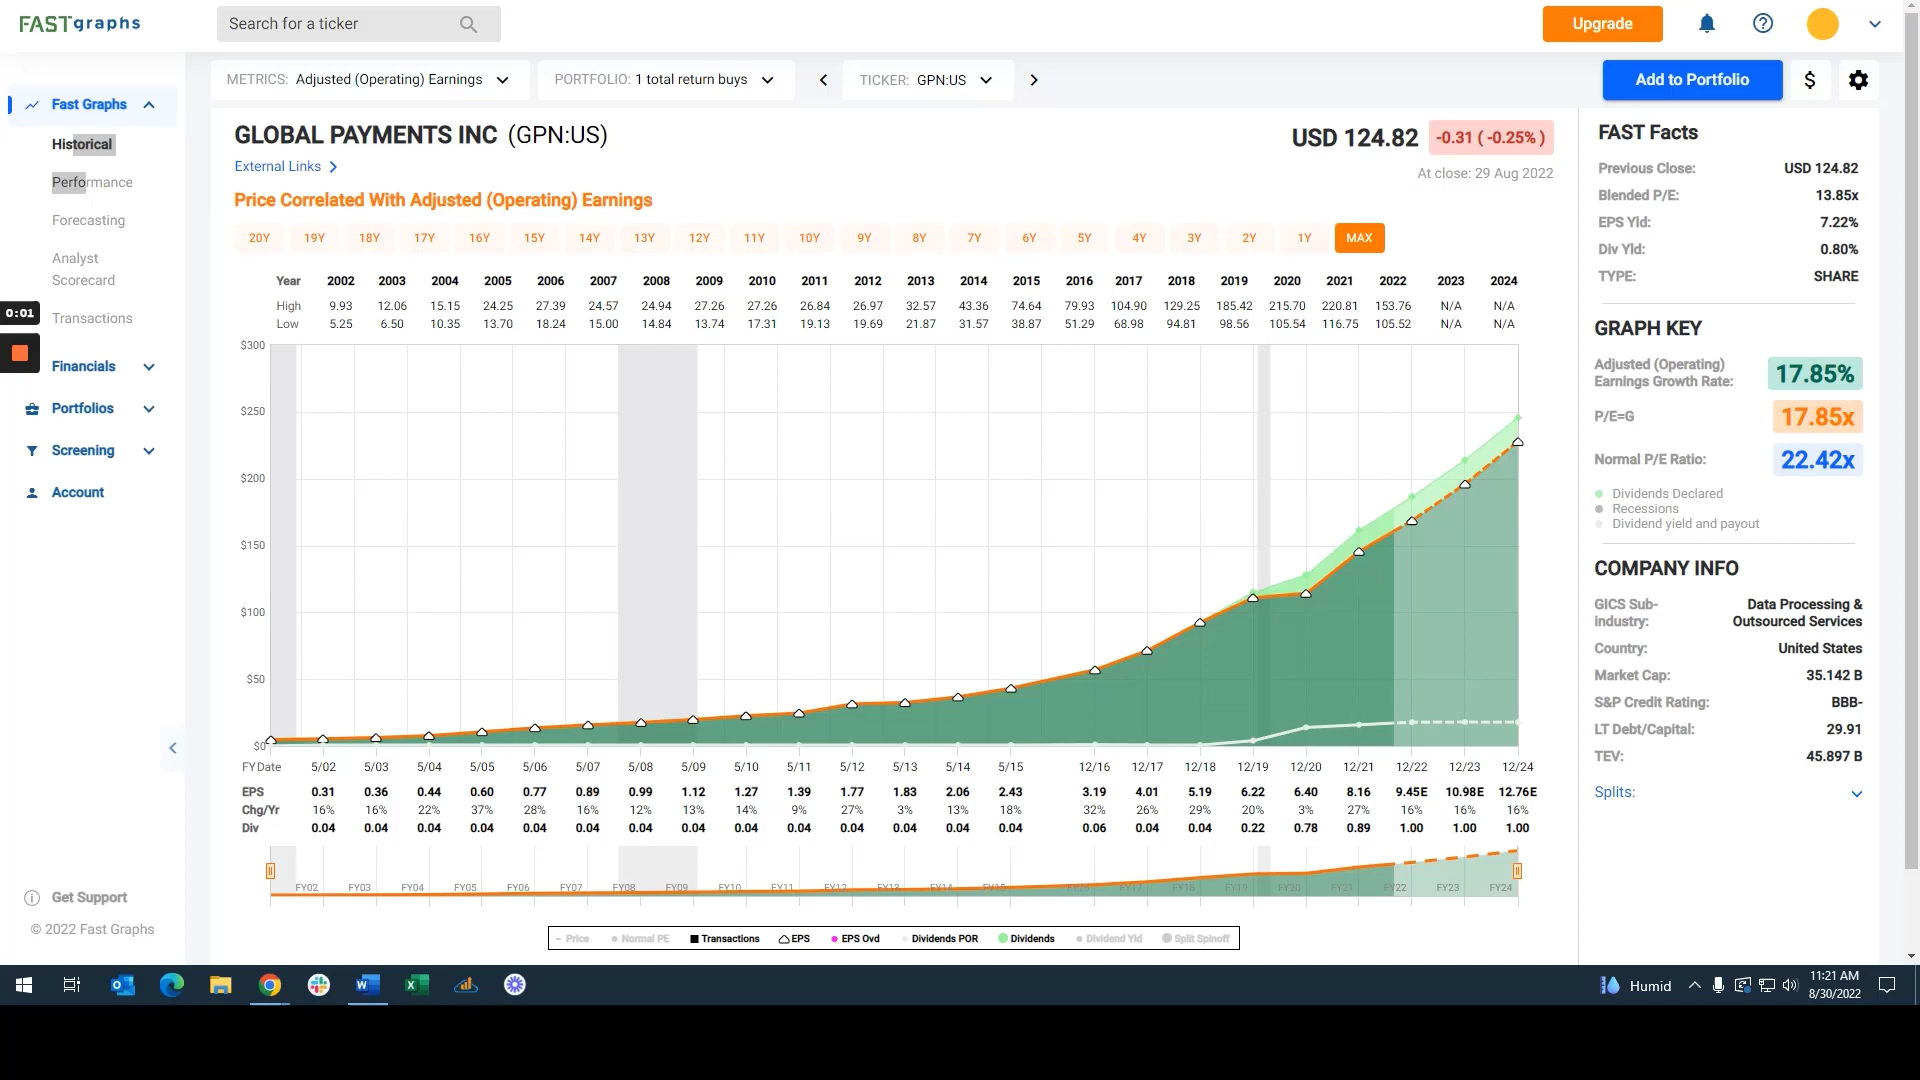 FAST graphs
Search for a ticker
Upgrade
METRICS: Adjusted (Operating) Earnings
PORTFOLIO: 1 total return buys
TICKER: GPN:US
Add to Portfolio
$
Fast Graphs
Historical
Performance
Forecasting
Analyst
Scorecard
Transactions
0:01
Financials
Portfolios
Screening
Account
Get Support
© 2022 Fast Graphs
GLOBAL PAYMENTS INC (GPN:US)
USD 124.82 -0.31 ( -0.25% )
External Links
At close: 29 Aug 2022
Price Correlated With Adjusted (Operating) Earnings
20Y 19Y 18Y 17Y 16Y 15Y 14Y 13Y 12Y 11Y 10Y 9Y 8Y 7Y 6Y 5Y 4Y 3Y 2Y 1Y MAX
Year 2002 2003 2004 2005 2006 2007 2008 2009 2010 2011 2012 2013 2014 2015 2016 2017 2018 2019 2020 2021 2022 2023 2024
High 9.93 12.06 15.15 24.25 27.39 24.57 24.94 27.26 27.26 26.84 26.97 32.57 43.36 74.64 79.93 104.90 129.25 185.42 215.70 220.81 153.76 N/A N/A
Low 5.25 6.50 10.35 13.70 18.24 15.00 14.84 13.74 17.31 19.13 19.69 21.87 31.57 38.87 51.29 68.98 94.81 98.56 105.54 116.75 105.52 N/A N/A
$300
$250
$200
$150
$100
$50
$0
FY Date 5/02 5/03 5/04 5/05 5/06 5/07 5/08 5/09 5/10 5/11 5/12 5/13 5/14 5/15 12/16 12/17 12/18 12/19 12/20 12/21 12/22 12/23 12/24
EPS 0.31 0.36 0.44 0.60 0.77 0.89 0.99 1.12 1.27 1.39 1.77 1.83 2.06 2.43 3.19 4.01 5.19 6.22 6.40 8.16 9.45E 10.98E 12.76E
Chg/Yr 16% 16% 22% 37% 28% 16% 12% 13% 14% 9% 27% 3% 13% 18% 32% 26% 29% 20% 3% 27% 16% 16% 16%
Div 0.04 0.04 0.04 0.04 0.04 0.04 0.04 0.04 0.04 0.04 0.04 0.04 0.04 0.04 0.06 0.04 0.04 0.22 0.78 0.89 1.00 1.00 1.00
FY02 FY03 FY04 FY05 FY06 FY07 FY08 FY09 FY10 FY11 FY12 FY13 FY14 FY15 FY16 FY17 FY18 FY19 FY20 FY21 FY22 FY23 FY24
Price Normal PE Transactions EPS EPS Ovd Dividends POR Dividends Dividend Yld Split Spinoff
FAST Facts
Previous Close: USD 124.82
Blended P/E: 13.85x
EPS Yld: 7.22%
Div Yld: 0.80%
TYPE: SHARE
GRAPH KEY
Adjusted (Operating)
Earnings Growth Rate: 17.85%
P/E=G 17.85x
Normal P/E Ratio: 22.42x
Dividends Declared
Recessions
Dividend yield and payout
COMPANY INFO
GICS Sub-
industry: Data Processing &
Outsourced Services
Country: United States
Market Cap: 35.142 B
S&P Credit Rating: BBB-
LT Debt/Capital: 29.91
TEV: 45.897 B
Splits:
Humid
11:21 AM
8/30/2022